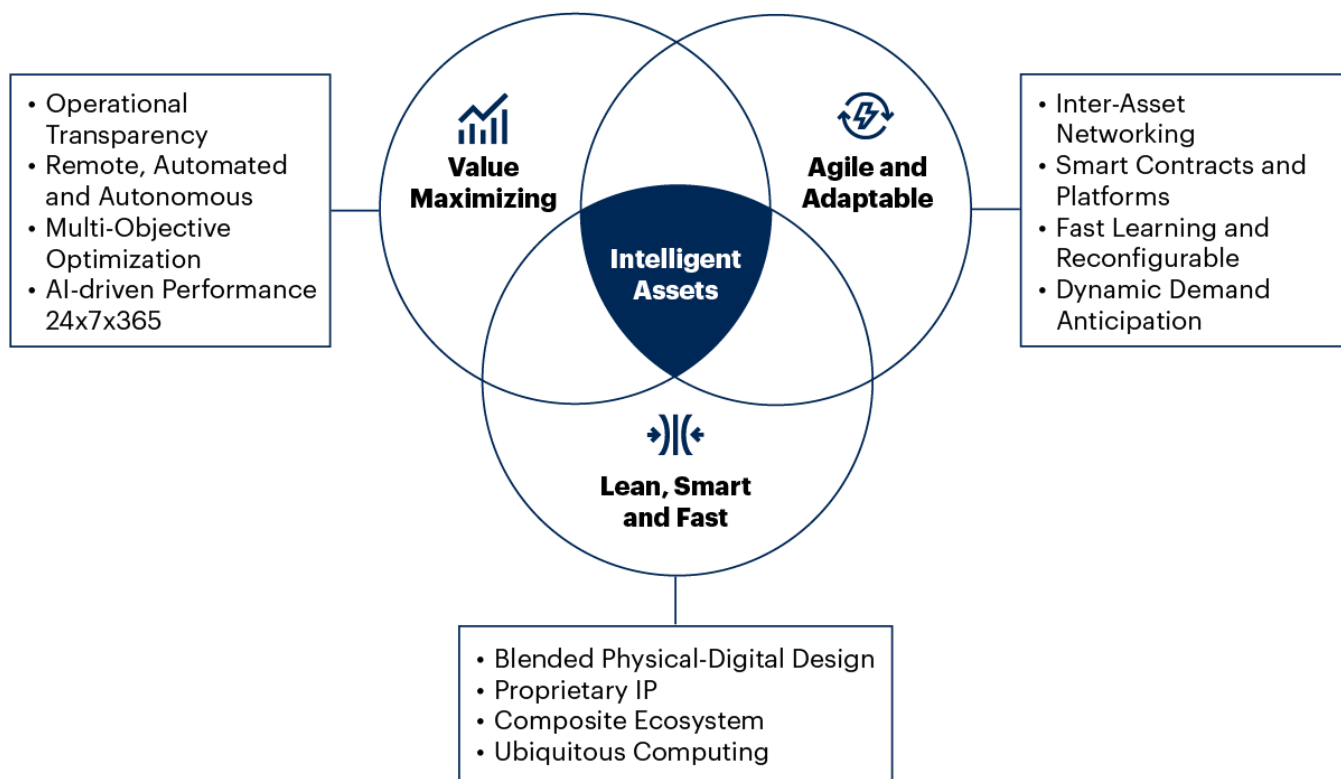 • Operational
Transparency
• Remote, Automated
and Autonomous
• Multi-Objective
Optimization
• AI-driven Performance
24x7x365
Value
Maximizing
Agile and
Adaptable
• Inter-Asset
Networking
• Smart Contracts and
Platforms
• Fast Learning and
Reconfigurable
• Dynamic Demand
Anticipation
Intelligent
Assets
Lean, Smart
and Fast
• Blended Physical-Digital Design
• Proprietary IP
• Composite Ecosystem
• Ubiquitous Computing